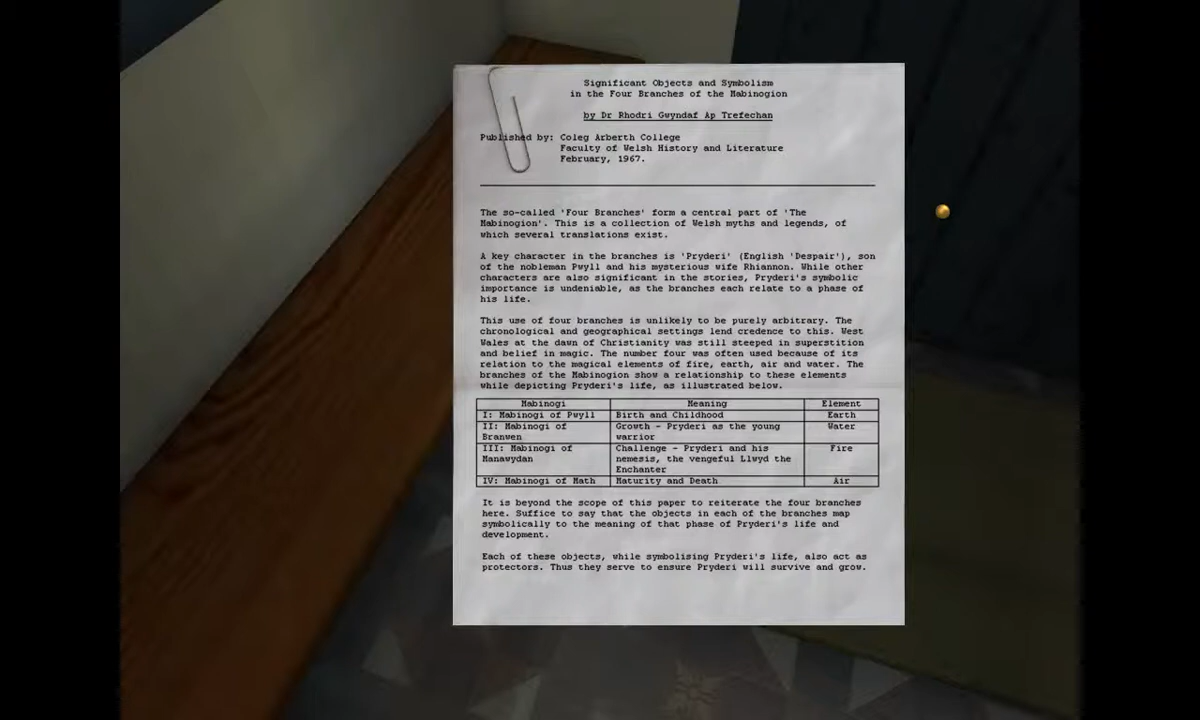 Significant Objects and Symbolism
in the Four Branches of the Mabinogion
by Dr Rhodri Gwyndaf Ap Trefechan
Published by: Coleg Arberth College
Faculty of Welsh History and Literature
February, 1967.
The so-called 'Four Branches' form a central part of 'The
Mabinogion'. This is a collection of Welsh myths and legends, of
which several translations exist.
A key character in the branches is 'Pryderi' (English 'Despair'), son
of the nobleman Pwyll and his mysterious wife Rhiannon. While other
characters are also significant in the stories, Pryderi's symbolic
importance is undeniable, as the branches each relate to a phase of
his life.
This use of four branches is unlikely to be purely arbitrary. The
chronological and geographical settings lend credence to this. West
Wales at the dawn of Christianity was still steeped in superstition
and belief in magic. The number four was often used because of its
relation to the magical elements of fire, earth, air and water. The
branches of the Mabinogion show a relationship to these elements
while depicting Pryderi's life, as illustrated below.
Mabinogi Meaning Element
I: Mabinogi of Pwyll Birth and Childhood Earth
II: Mabinogi of Growth - Pryderi as the young Water
Branwen warrior
III: Mabinogi of Challenge - Pryderi and his Fire
Manawydan nemesis, the vengeful Llwyd the
Enchanter
IV: Mabinogi of Math Maturity and Death Air
It is beyond the scope of this paper to reiterate the four branches
here. Suffice to say that the objects in each of the branches map
symbolically to the meaning of that phase of Pryderi's life and
development.
Each of these objects, while symbolising Pryderi's life, also act as
protectors. Thus they serve to ensure Pryderi will survive and grow.